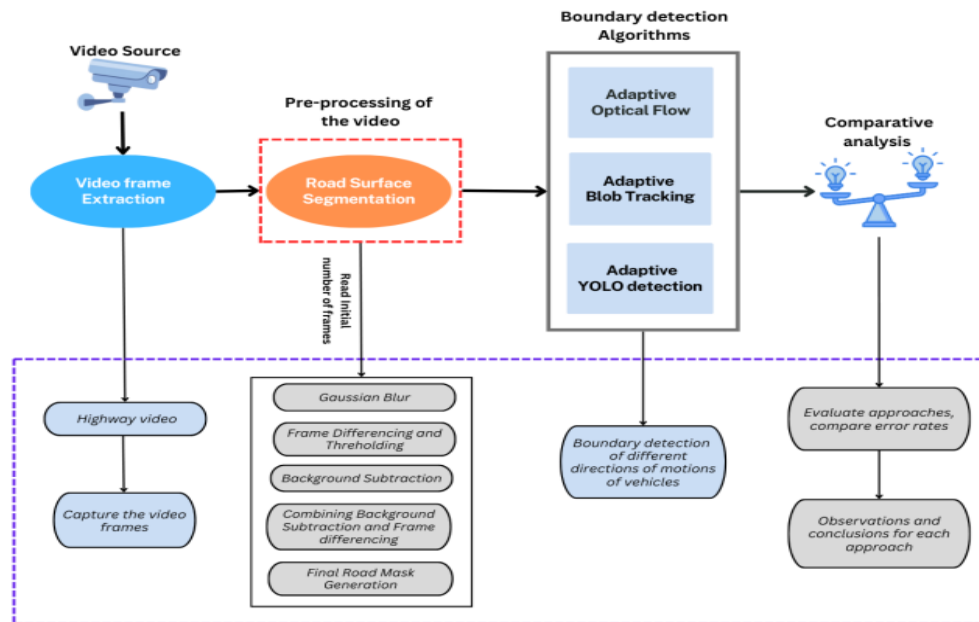 Boundary detection
Algorithms
Video Source
Pre-processing of
the video
Adaptive
Optical Flow
Comparative
analysis
Video frame
Extraction
Road Surface
Segmentation
Adaptive
Blob Tracking
Adaptive
YOLO detection
Read Initial
number of frames
Highway video
Capture the video
frames
Gaussian Blur
Frame Differencing and
Threholding
Background Subtraction
Combining Background
Subtraction and Frame
differencing
Final Road Mask
Generation
Boundary detection
of different
directions of motions
of vehicles
Evaluate approaches,
compare error rates
Observations and
conclusions for each
approach